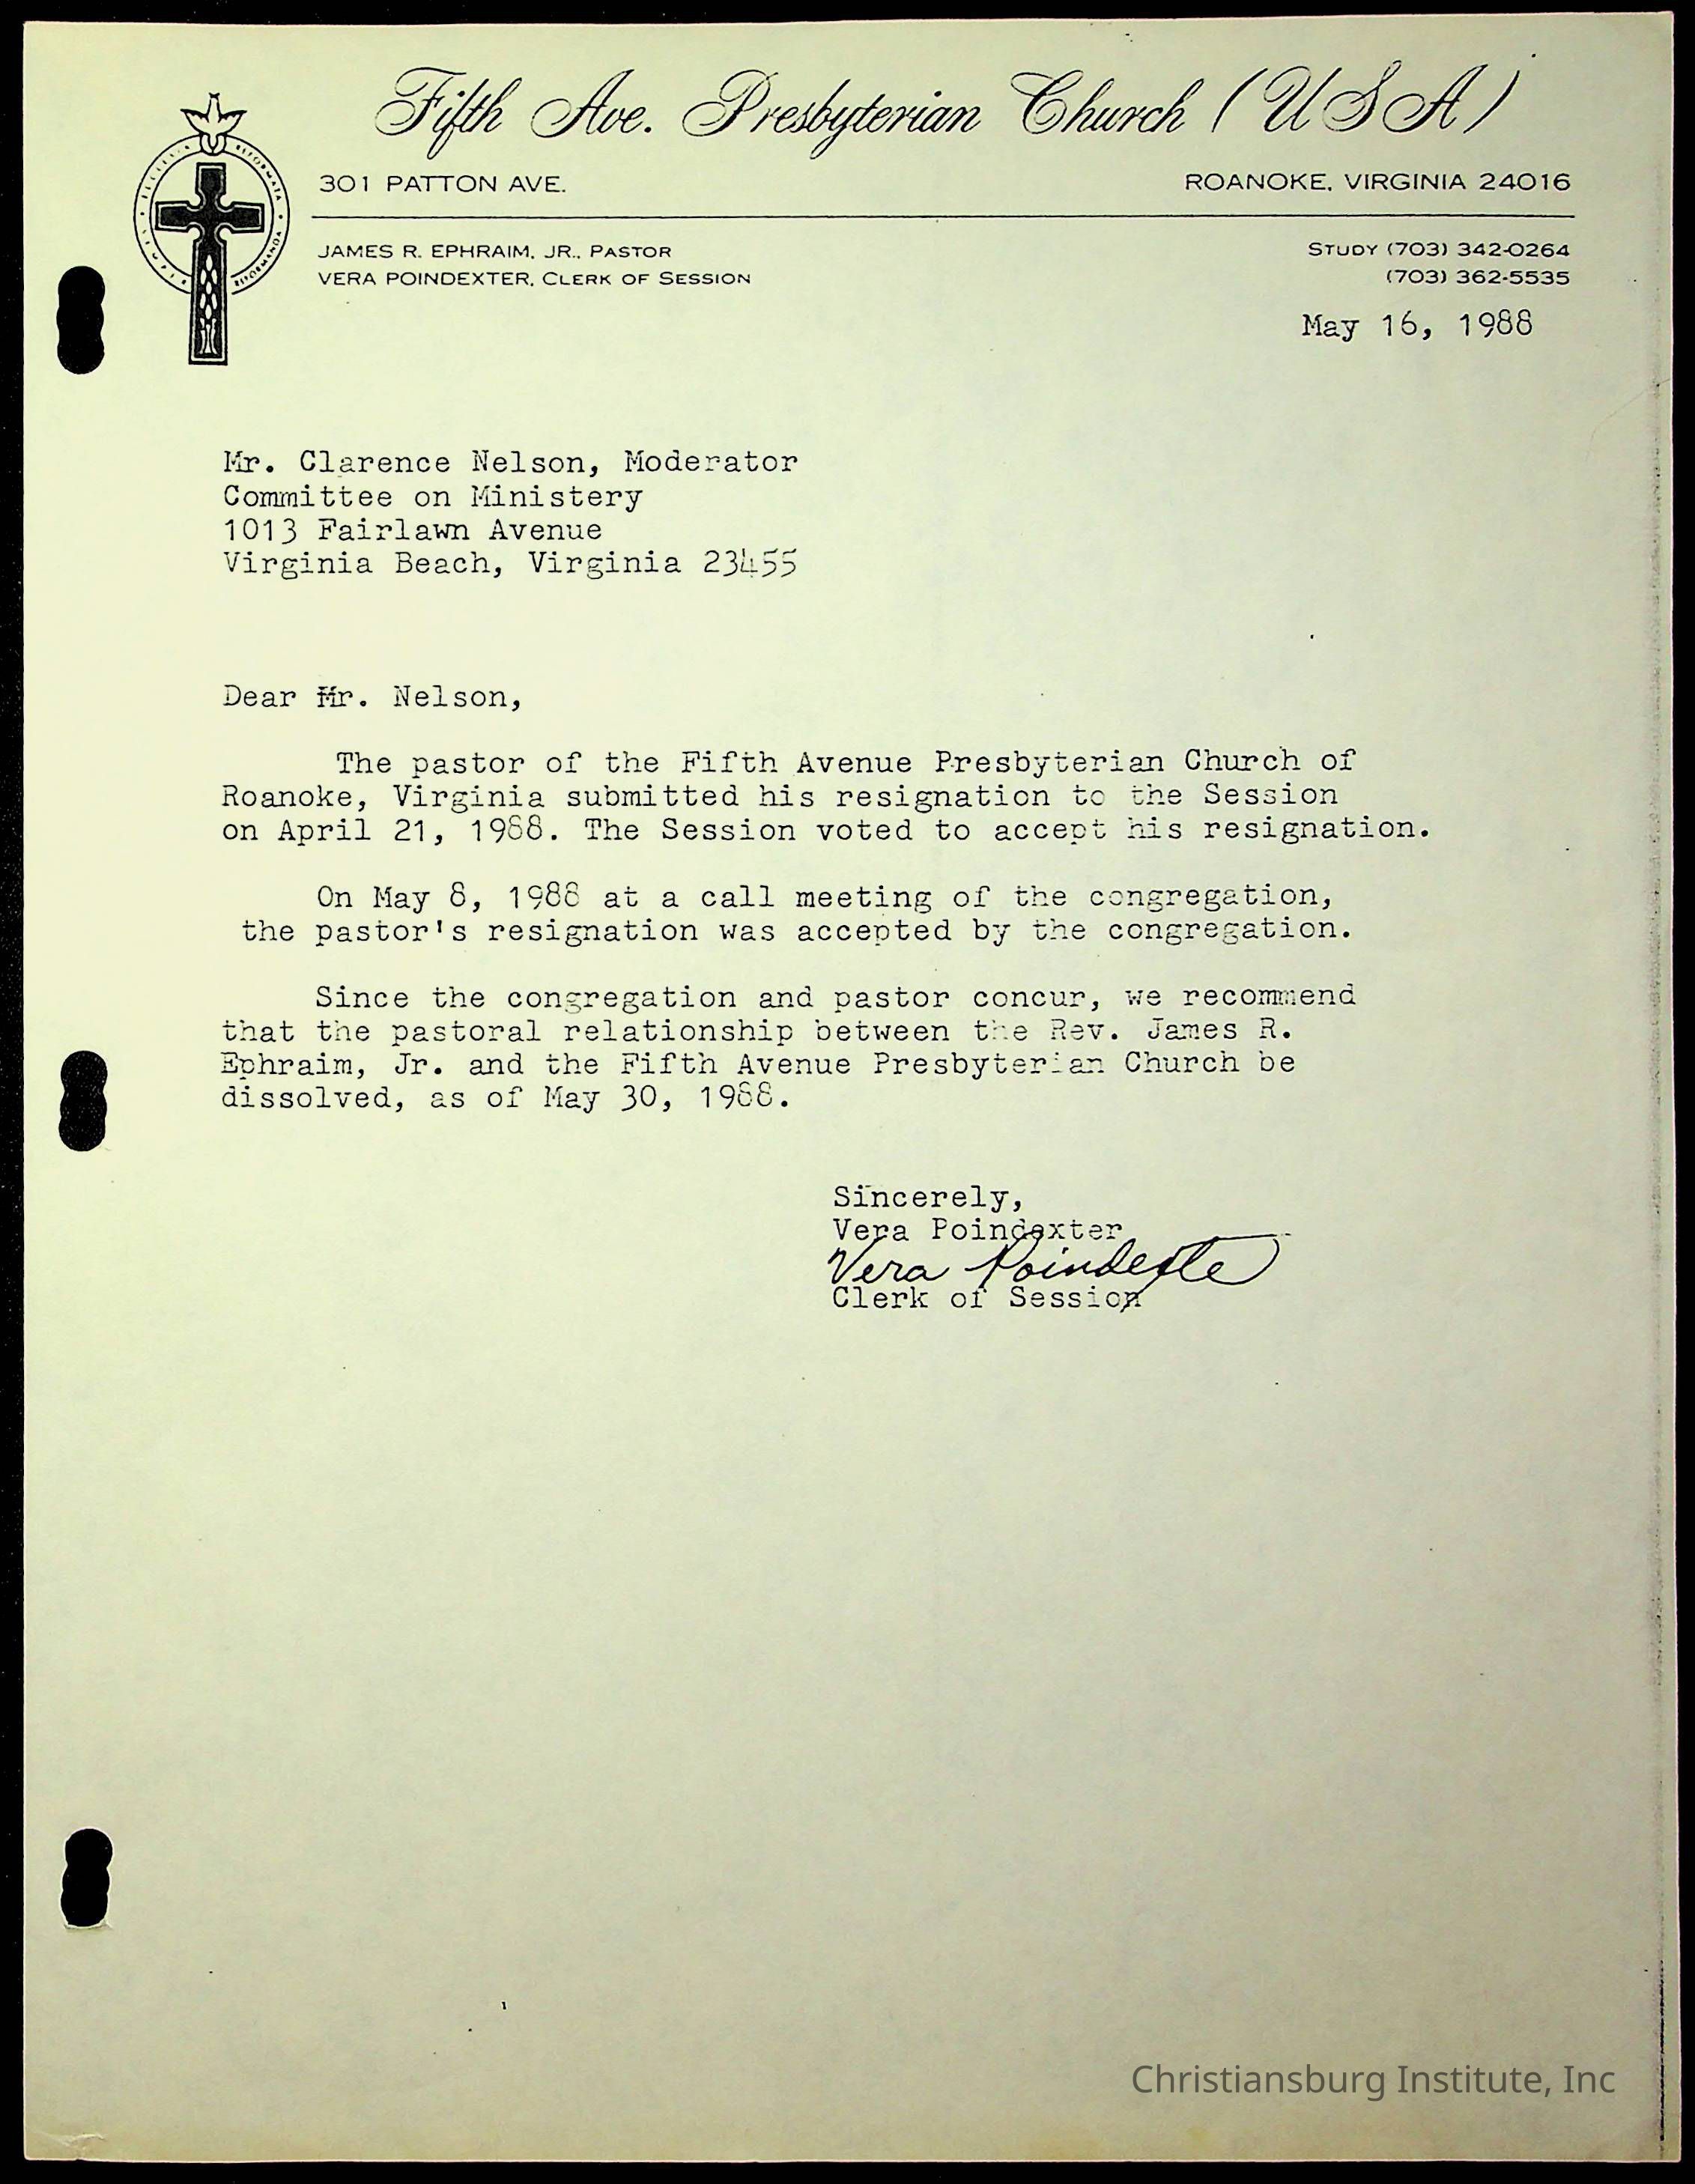 Fifth Ave. Presbyterian Church (USA)
301 PATTON AVE.
ROANOKE, VIRGINIA 24016
JAMES R. EPHRAIM, JR., PASTOR
VERA POINDEXTER, CLERK OF SESSION
STUDY (703) 342-0264
(703) 362-5535
REFORMATA
REFORMANDA
May 16, 1988
Mr. Clarence Nelson, Moderator
Committee on Ministery
1013 Fairlawn Avenue
Virginia Beach, Virginia 23455
Dear Mr. Nelson,
The pastor of the Fifth Avenue Presbyterian Church of
Roanoke, Virginia submitted his resignation to the Session
on April 21, 1988. The Session voted to accept his resignation.
On May 8, 1988 at a call meeting of the congregation,
the pastor's resignation was accepted by the congregation.
Since the congregation and pastor concur, we recommend
that the pastoral relationship between the Rev. James R.
Ephraim, Jr. and the Fifth Avenue Presbyterian Church be
dissolved, as of May 30, 1988.
Sincerely,
Vera Poindexter
Vera Poindexter
Clerk of Session
Christiansburg Institute, Inc